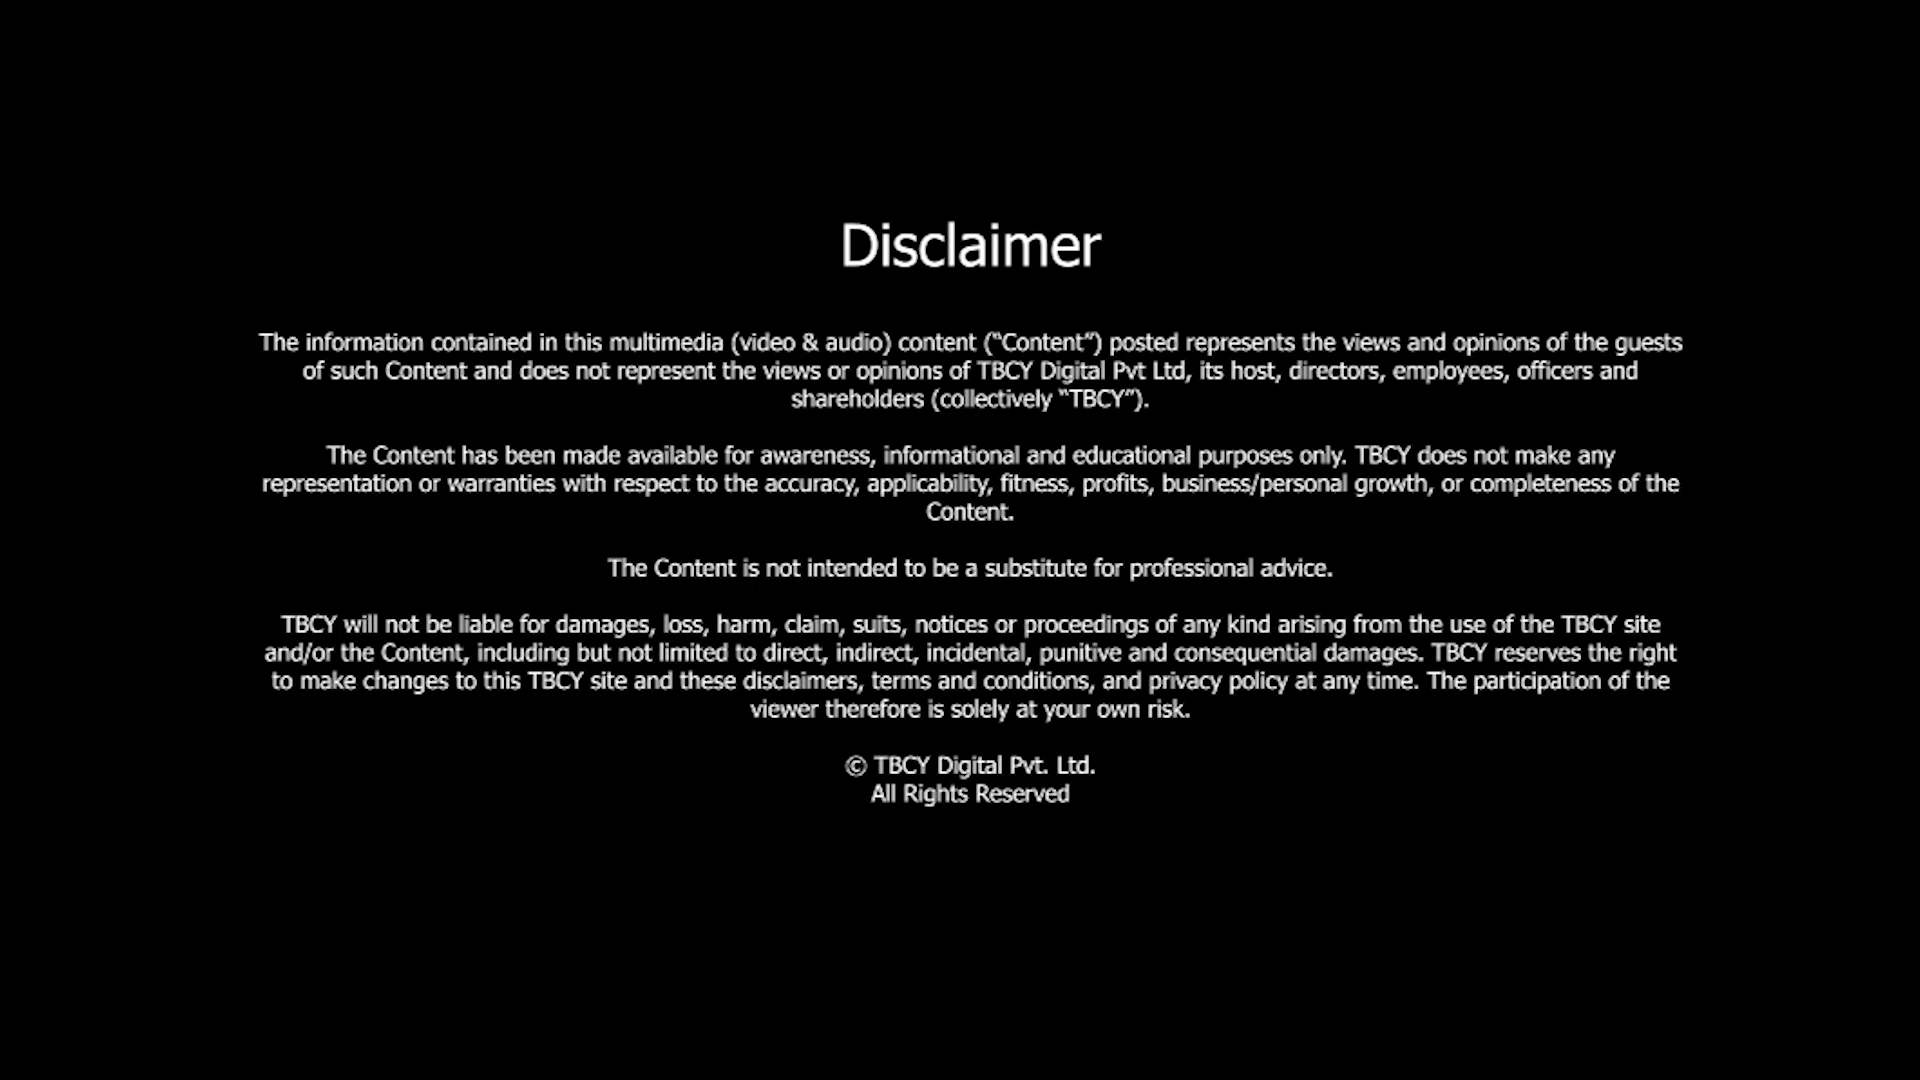 Disclaimer
The information contained in this multimedia (video & audio) content (“Content”) posted represents the views and opinions of the guests
of such Content and does not represent the views or opinions of TBCY Digital Pvt Ltd, its host, directors, employees, officers and
shareholders (collectively “TBCY”).
The Content has been made available for awareness, informational and educational purposes only. TBCY does not make any
representation or warranties with respect to the accuracy, applicability, fitness, profits, business/personal growth, or completeness of the
Content.
The Content is not intended to be a substitute for professional advice.
TBCY will not be liable for damages, loss, harm, claim, suits, notices or proceedings of any kind arising from the use of the TBCY site
and/or the Content, including but not limited to direct, indirect, incidental, punitive and consequential damages. TBCY reserves the right
to make changes to this TBCY site and these disclaimers, terms and conditions, and privacy policy at any time. The participation of the
viewer therefore is solely at your own risk.
© TBCY Digital Pvt. Ltd.
All Rights Reserved